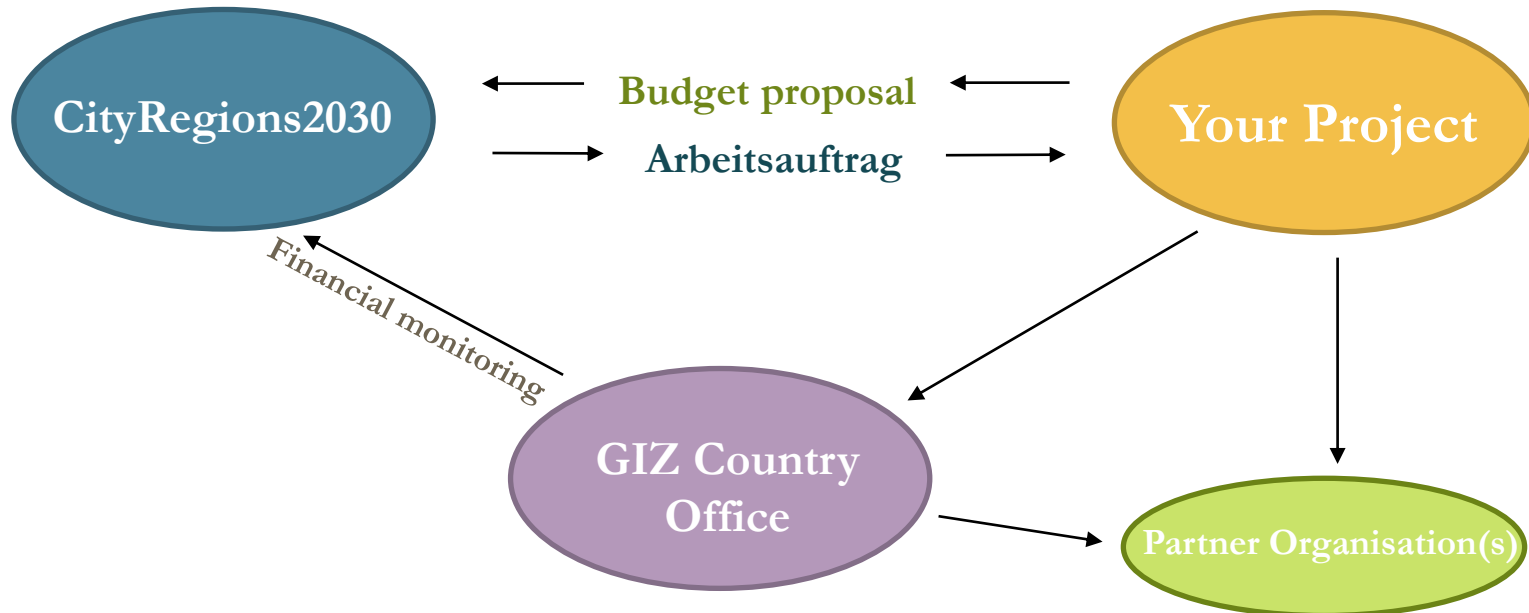 CityRegions2030
Budget proposal
Arbeitsauftrag
Your Project
Financial monitoring
GIZ Country
Office
Partner Organisation(s)